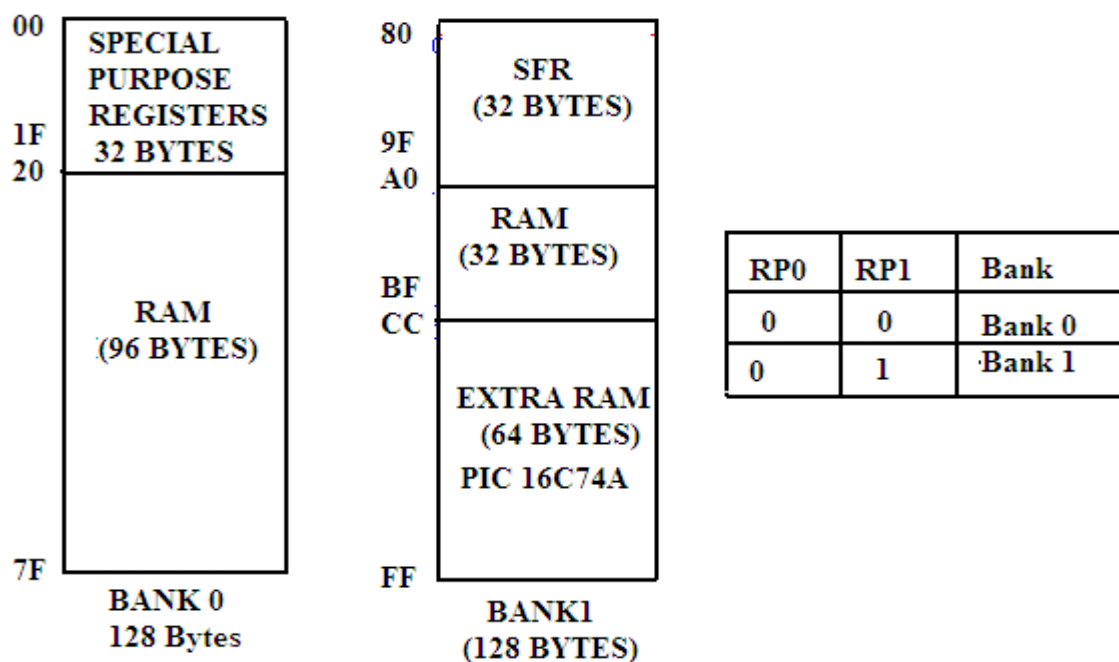 00
SPECIAL
PURPOSE
REGISTERS
32 BYTES
1F
20
RAM
(96 BYTES)
7F
BANK 0
128 Bytes
80
SFR
(32 BYTES)
9F
A0
RAM
(32 BYTES)
BF
CC
EXTRA RAM
(64 BYTES)
PIC 16C74A
FF
BANK1
(128 BYTES)
RP0 RP1 Bank
0 0 Bank 0
0 1 Bank 1